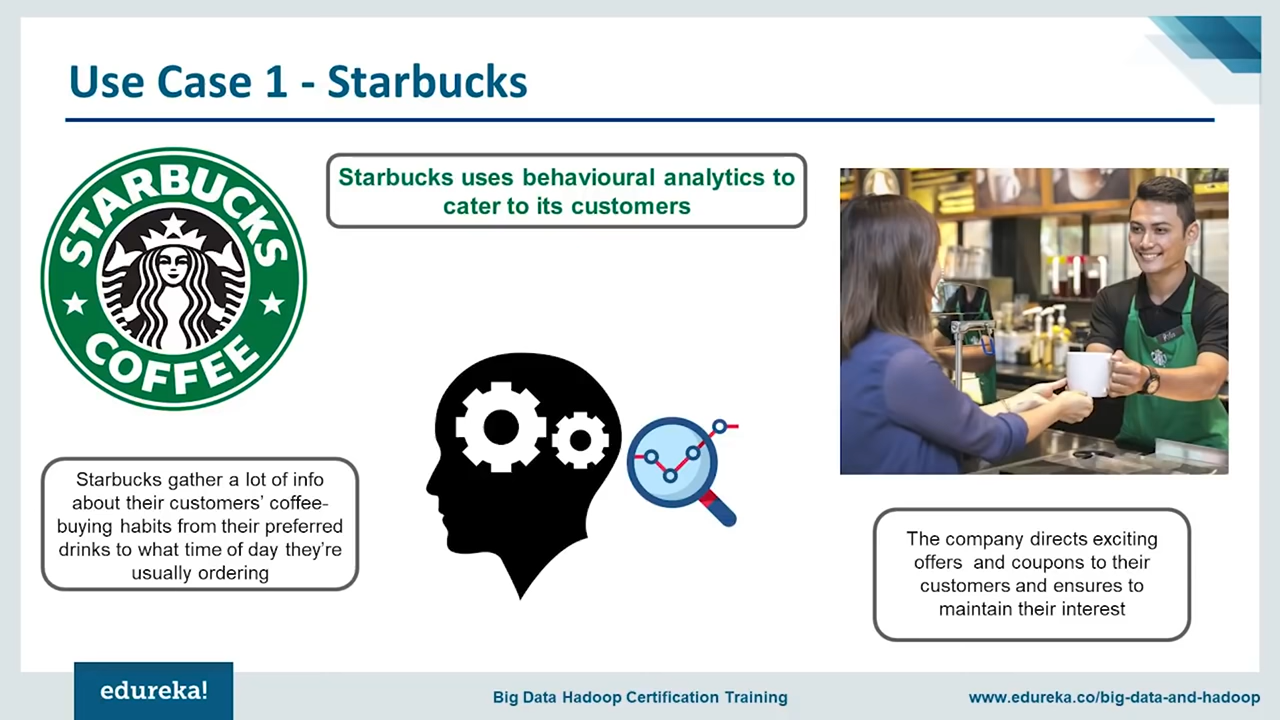 Use Case 1 - Starbucks
STARBUCKS
COFFEE
Starbucks uses behavioural analytics to
cater to its customers
Starbucks gather a lot of info
about their customers’ coffee-
buying habits from their preferred
drinks to what time of day they’re
usually ordering
The company directs exciting
offers  and coupons to their
customers and ensures to
maintain their interest
edureka!
Big Data Hadoop Certification Training
www.edureka.co/big-data-and-hadoop